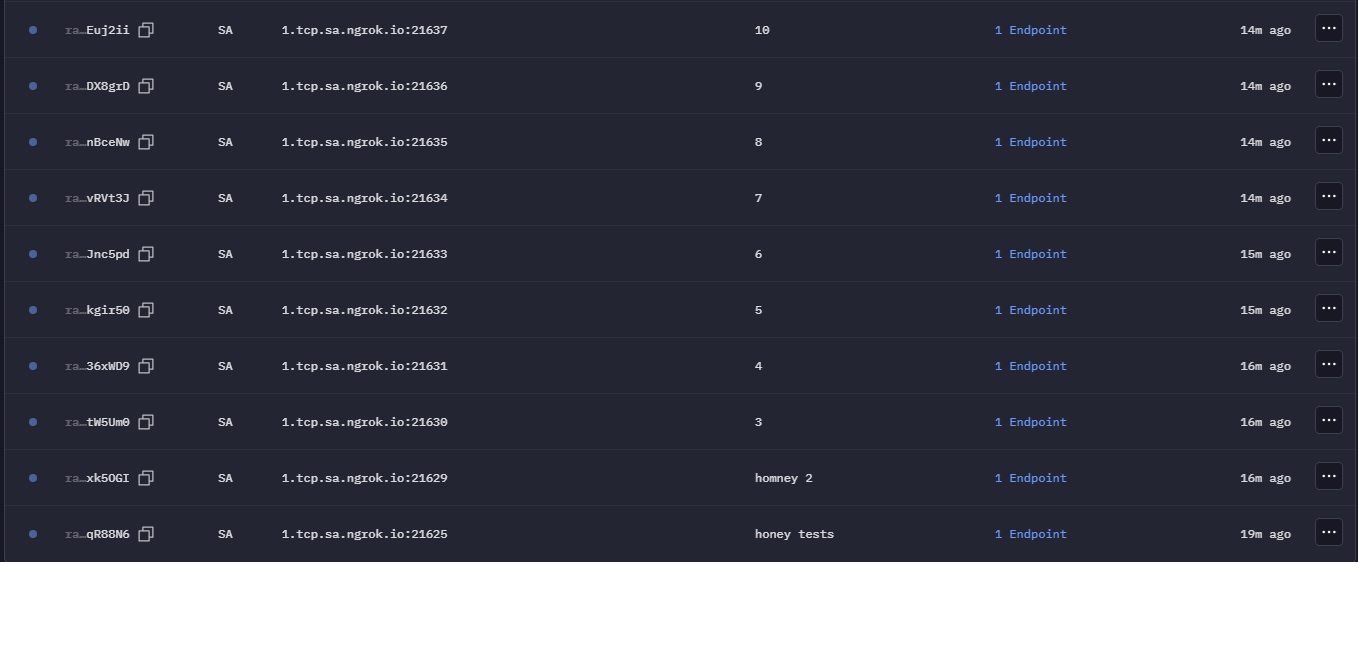 ra…Euj2ii SA 1.tcp.sa.ngrok.io:21637 10 1 Endpoint 14m ago
ra…DX8grD SA 1.tcp.sa.ngrok.io:21636 9 1 Endpoint 14m ago
ra…nBceNw SA 1.tcp.sa.ngrok.io:21635 8 1 Endpoint 14m ago
ra…vRVt3J SA 1.tcp.sa.ngrok.io:21634 7 1 Endpoint 14m ago
ra…Jnc5pd SA 1.tcp.sa.ngrok.io:21633 6 1 Endpoint 15m ago
ra…kgir50 SA 1.tcp.sa.ngrok.io:21632 5 1 Endpoint 15m ago
ra…36xWD9 SA 1.tcp.sa.ngrok.io:21631 4 1 Endpoint 16m ago
ra…tW5Um0 SA 1.tcp.sa.ngrok.io:21630 3 1 Endpoint 16m ago
ra…xk5OGI SA 1.tcp.sa.ngrok.io:21629 homney 2 1 Endpoint 16m ago
ra…qR88N6 SA 1.tcp.sa.ngrok.io:21625 honey tests 1 Endpoint 19m ago